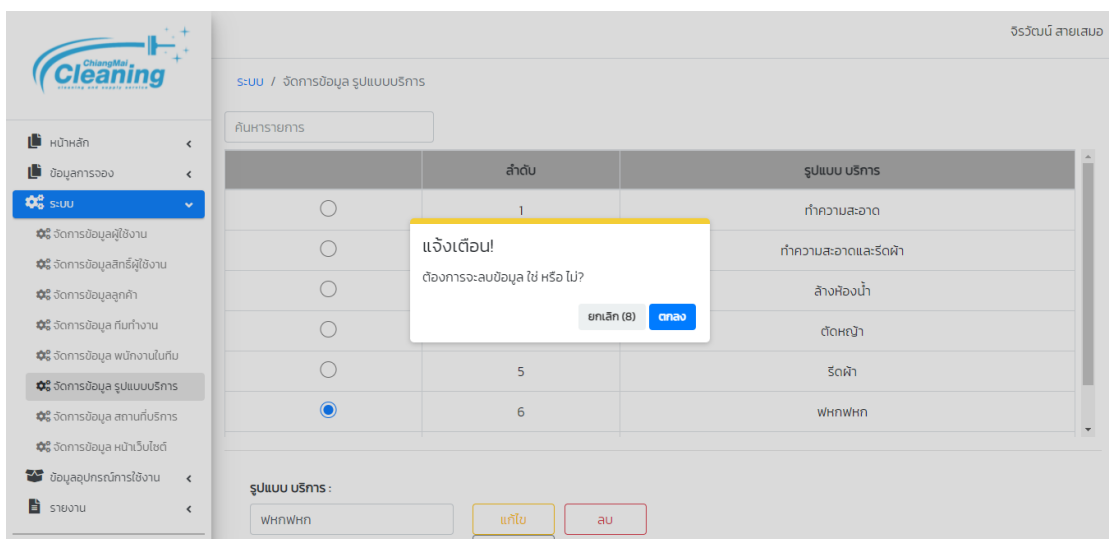 จิรวัฒน์ สายเสมอ
ChiangMai
Cleaning
cleaning and supply service
ระบบ / จัดการข้อมูล รูปแบบบริการ
ค้นหารายการ
หน้าหลัก
ข้อมูลการจอง
ระบบ
จัดการข้อมูลผู้ใช้งาน
จัดการข้อมูลสิทธิ์ผู้ใช้งาน
จัดการข้อมูลลูกค้า
จัดการข้อมูล ทีมทำงาน
จัดการข้อมูล พนักงานในทีม
จัดการข้อมูล รูปแบบบริการ
จัดการข้อมูล สถานที่บริการ
จัดการข้อมูล หน้าเว็บไซต์
ข้อมูลอุปกรณ์การใช้งาน
รายงาน
ลำดับ รูปแบบ บริการ
1 ทำความสะอาด
ทำความสะอาดและรีดผ้า
ล้างห้องน้ำ
ตัดหญ้า
5 รีดผ้า
6 ฟหกฟหก
แจ้งเตือน!
ต้องการจะลบข้อมูล ใช่ หรือ ไม่?
ยกเลิก (8) ตกลง
รูปแบบ บริการ :
ฟหกฟหก แก้ไข ลบ